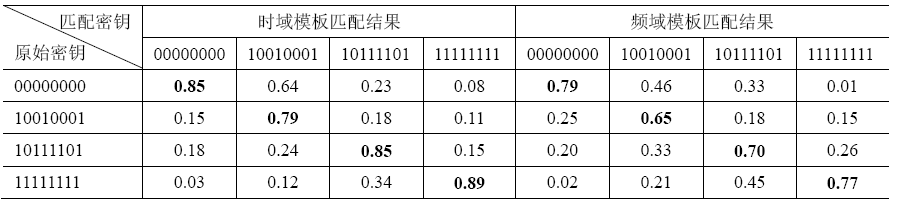 匹配密钥 时域模板匹配结果 频域模板匹配结果
原始密钥 00000000 10010001 10111101 11111111 00000000 10010001 10111101 11111111
00000000 0.85 0.64 0.23 0.08 0.79 0.46 0.33 0.01
10010001 0.15 0.79 0.18 0.11 0.25 0.65 0.18 0.15
10111101 0.18 0.24 0.85 0.15 0.20 0.33 0.70 0.26
11111111 0.03 0.12 0.34 0.89 0.02 0.21 0.45 0.77